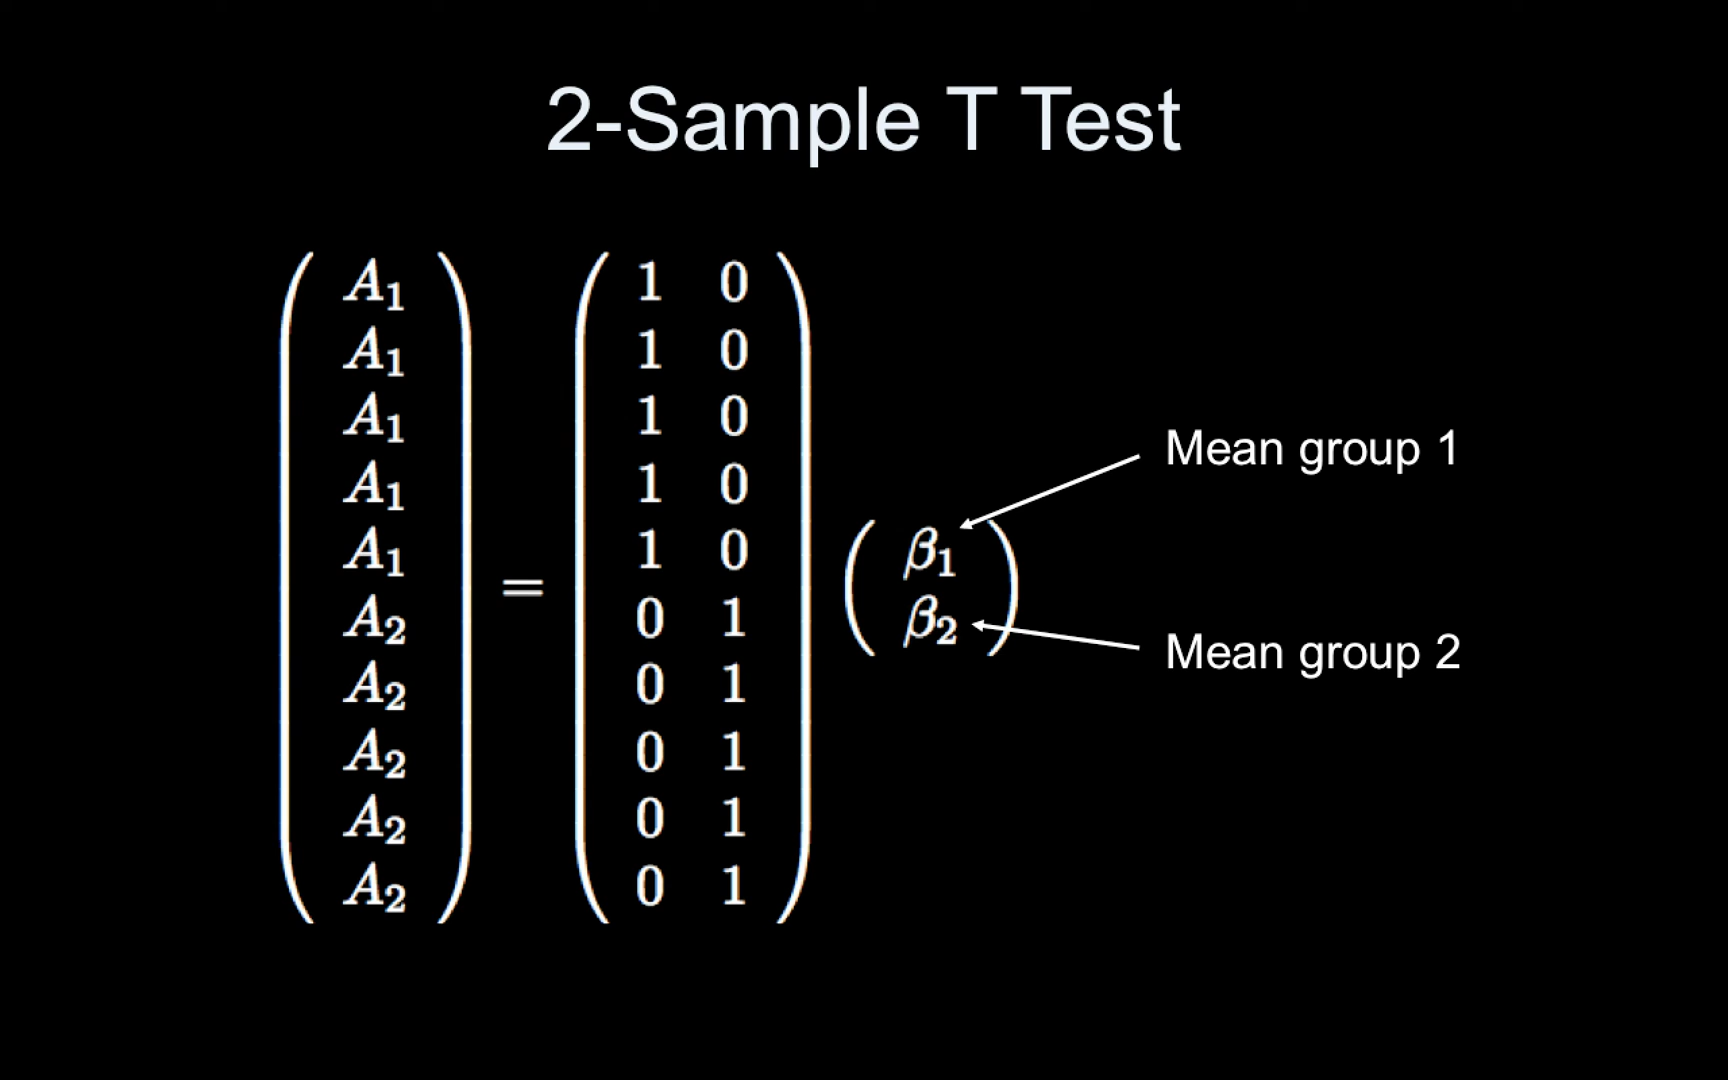 2-Sample T Test
A₁ 1 0
A₁ 1 0
A₁ 1 0
A₁ 1 0
A₁ 1 0
A₂ 0 1
A₂ 0 1
A₂ 0 1
A₂ 0 1
A₂ 0 1
=
β₁
β₂
Mean group 1
Mean group 2